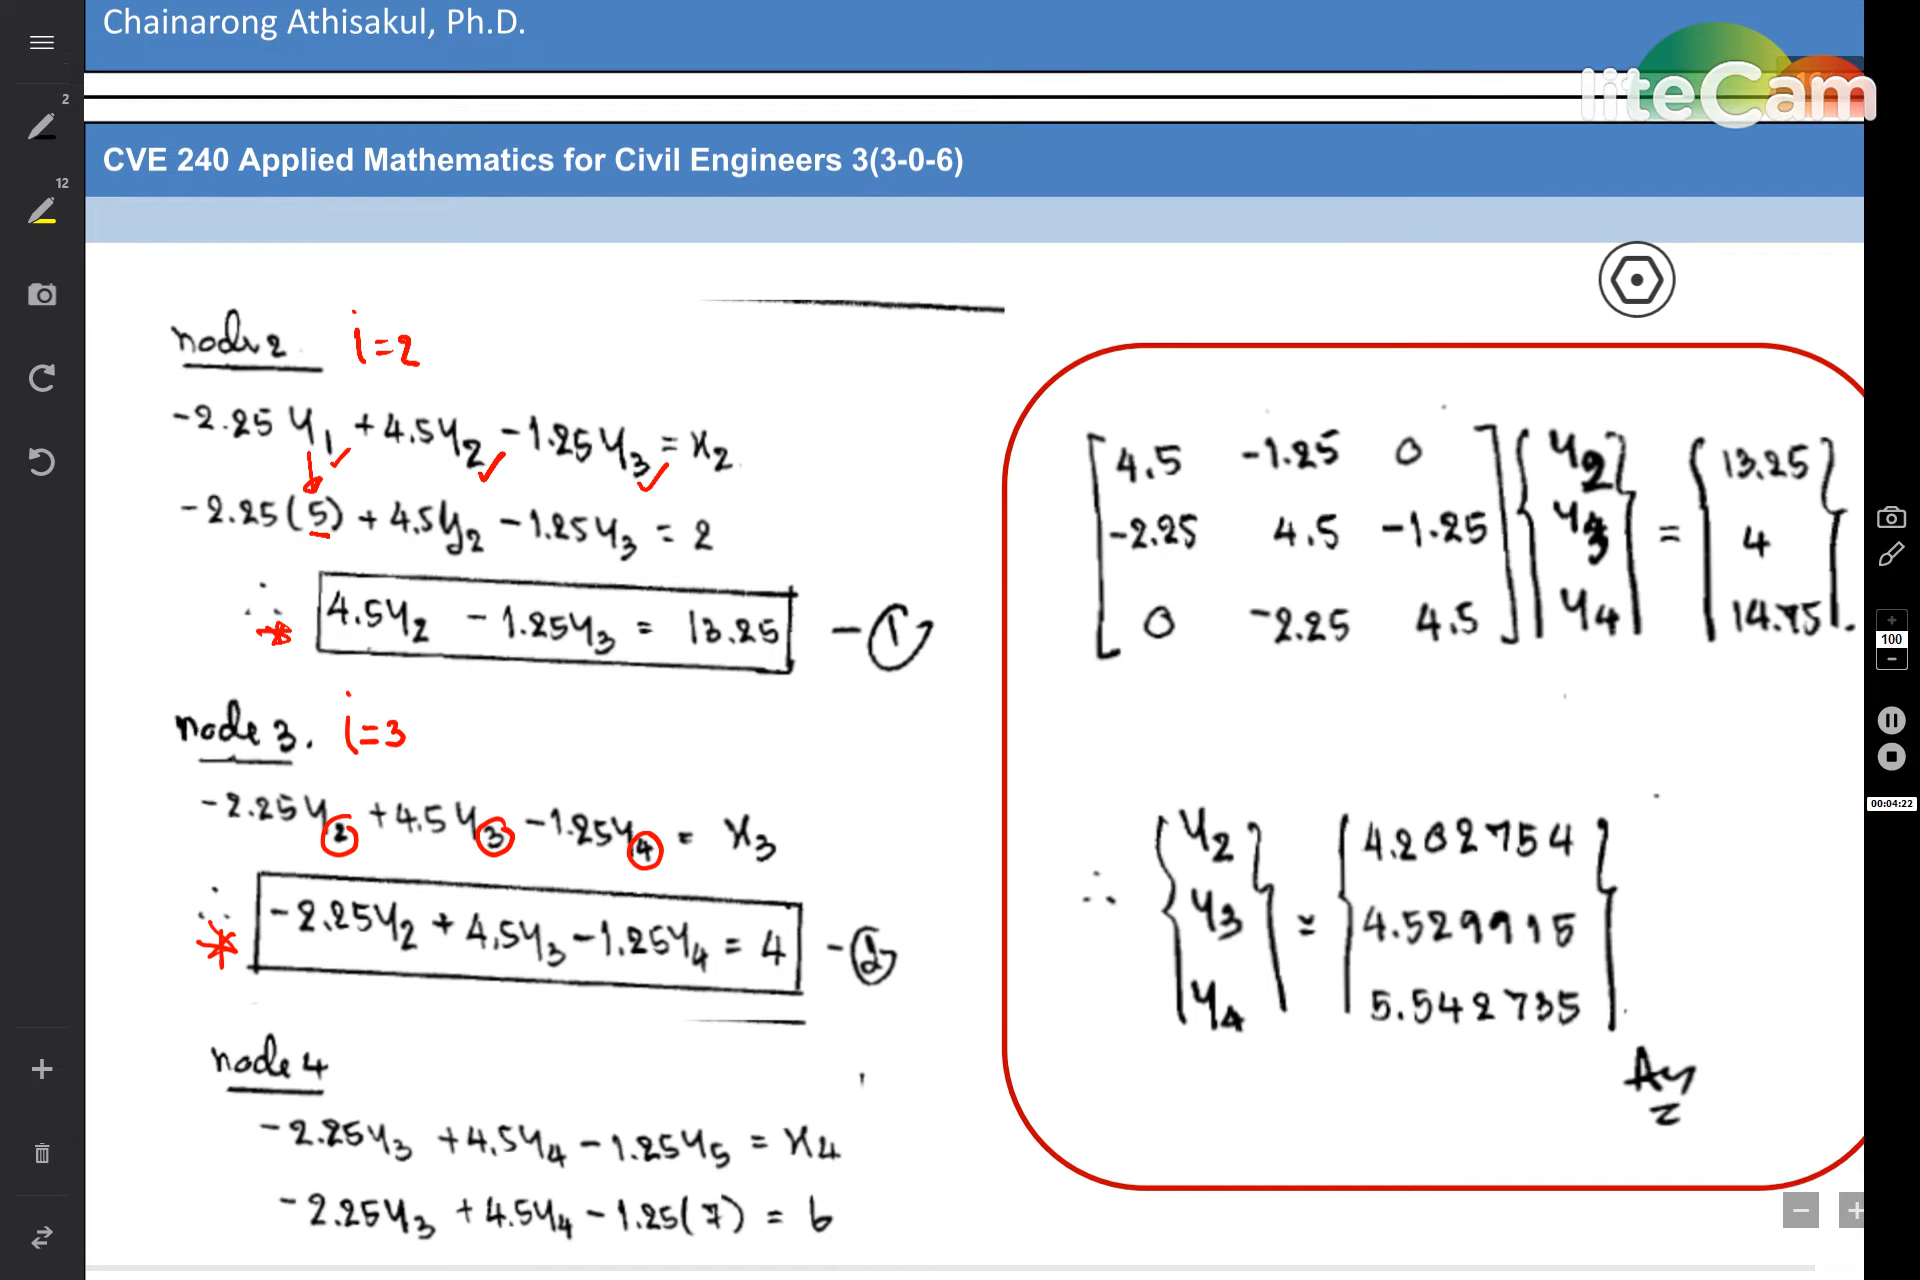 Chainarong Athisakul, Ph.D.
liteCam
CVE 240 Applied Mathematics for Civil Engineers 3(3-0-6)
2
12
node 2 i=2
-2.25 y1 + 4.5y2 - 1.25y3 = x2
-2.25(5) + 4.5y2 - 1.25y3 = 2
∴ * 4.5y2 - 1.25y3 = 13.25 - ①
node 3. i=3
-2.25y2 + 4.5y3 - 1.25y4 = x3
∴ * -2.25y2 + 4.5y3 - 1.25y4 = 4 - ②
node 4
-2.25y3 + 4.5y4 - 1.25y5 = x4
-2.25y3 + 4.5y4 - 1.25(7) = 6
4.5 -1.25 0 y2 13.25
-2.25 4.5 -1.25 y3 = 4
0 -2.25 4.5 y4 14.75
y2 4.202754
∴ y3 = 4.529915
y4 5.542735
Ans
100
00:04:22